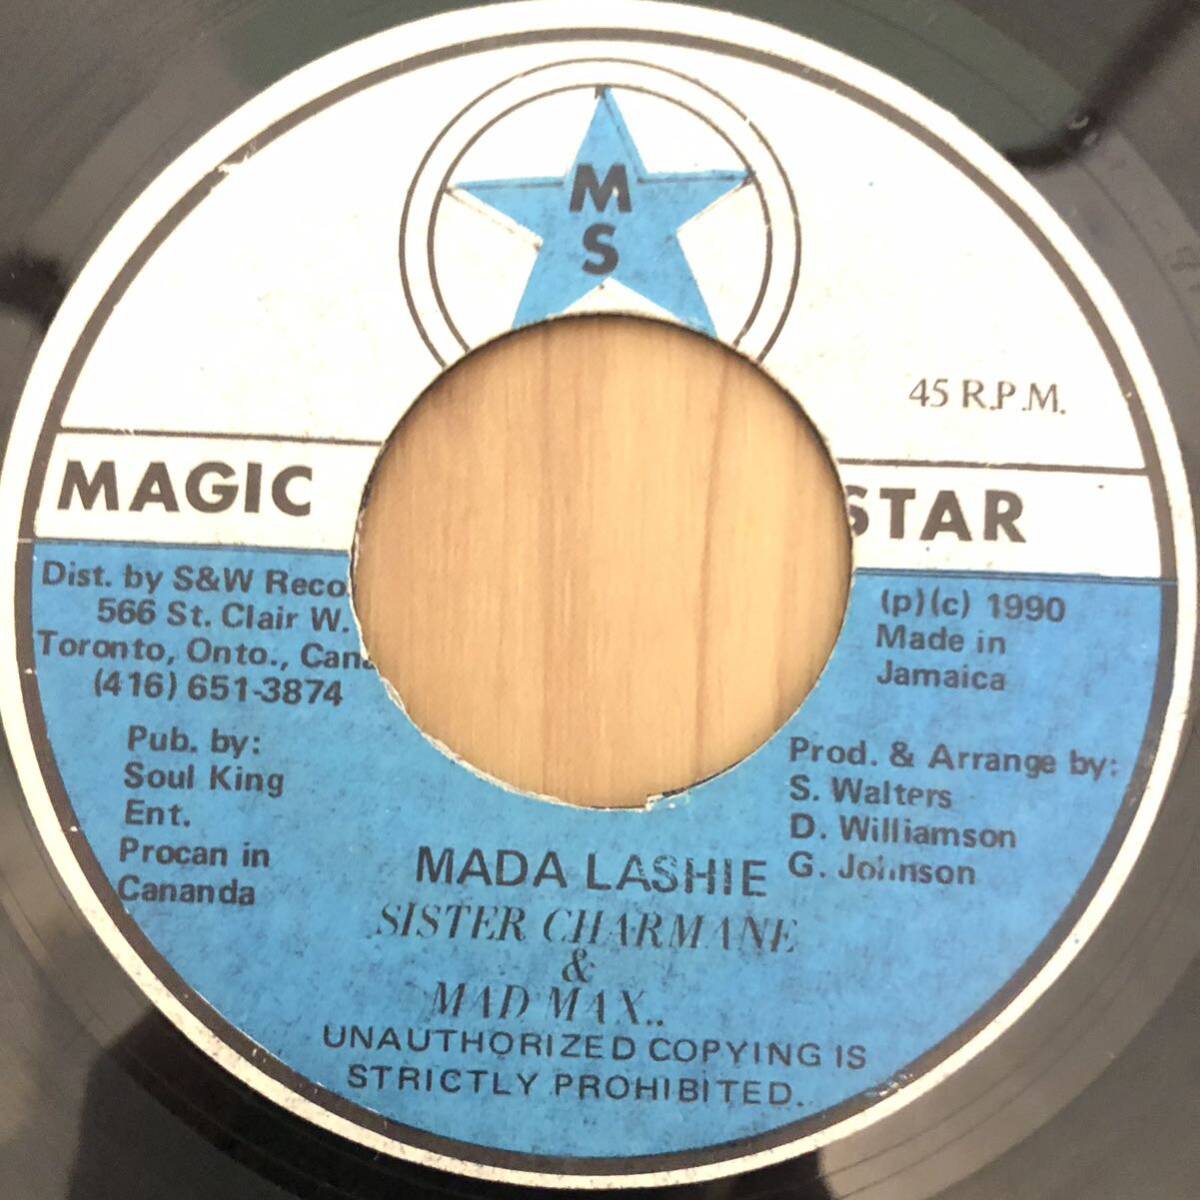 M
S
45 R.P.M.
MAGIC STAR
Dist. by S&W Reco
566 St. Clair W.
Toronto, Onto., Can
(416) 651-3874
(p)(c) 1990
Made in
Jamaica
Pub. by:
Soul King
Ent.
Procan in
Cananda
Prod. & Arrange by:
S. Walters
D. Williamson
G. Johnson
MADA LASHIE
SISTER CHARMANE
&
MAD MAX..
UNAUTHORIZED COPYING IS
STRICTLY PROHIBITED..